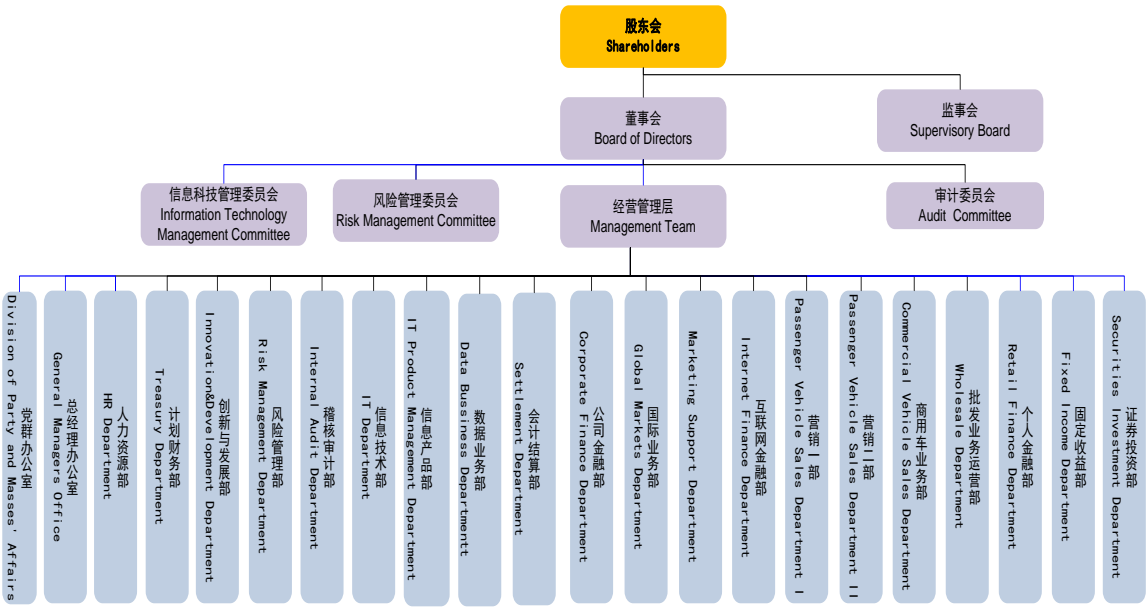 股东会
Shareholders
董事会
Board of Directors
监事会
Supervisory Board
信息科技管理委员会
Information Technology
Management Committee
风险管理委员会
Risk Management Committee
经营管理层
Management Team
审计委员会
Audit Committee
党群办公室
Division of Party and Masses' Affairs
总经理办公室
General Managers Office
人力资源部
HR Department
计划财务部
Treasury Department
创新与发展部
Innovation&Development Department
风险管理部
Risk Management Department
稽核审计部
Internal Audit Department
信息技术部
IT Department
信息产品部
IT Product Management Department
数据业务部
Data Bussiness Departmentt
会计结算部
Settlement Department
公司金融部
Corporate Finance Department
国际业务部
Global Markets Department
Marketing Support Department
互联网金融部
Internet Finance Department
营销I部
Passenger Vehicle Sales Department I
营销II部
Passenger Vehicle Sales Department II
商用车业务部
Commercial Vehicle Sales Department
批发业务运营部
Wholesale Department
个人金融部
Retail Finance Department
固定收益部
Fixed Income Department
证券投资部
Securities Investment Department